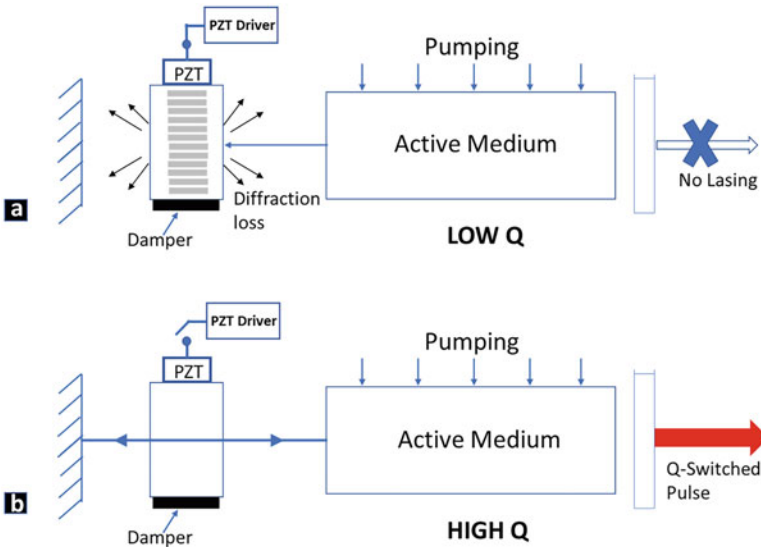 PZT Driver
Pumping
PZT
Active Medium
No Lasing
Diffraction
loss
a
Damper
LOW Q
PZT Driver
Pumping
PZT
Active Medium
Q-Switched
Pulse
b
Damper
HIGH Q